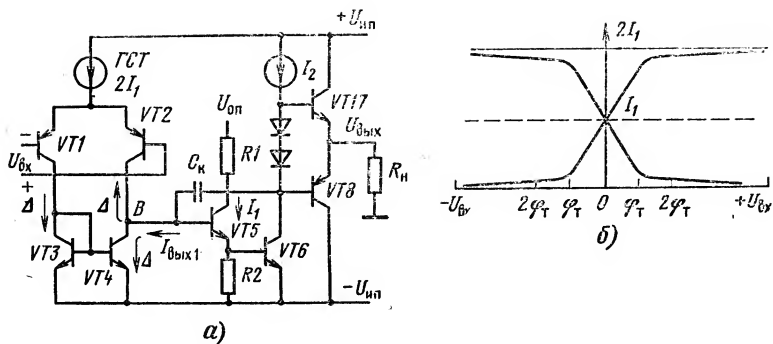 +Uип
ГСТ
2I₁
I₂
VT1
VT2
VT17
Uоп
Uвых
Uвх
−
+
Δ
Δ
B
Cк
R1
I₁
VT5
VT8
Rн
VT3
VT4
Δ
Iвых1
R2
VT6
−Uип
а)
2I₁
I₁
−Uвх
2φт
φт
0
φт
2φт
+Uвх
б)